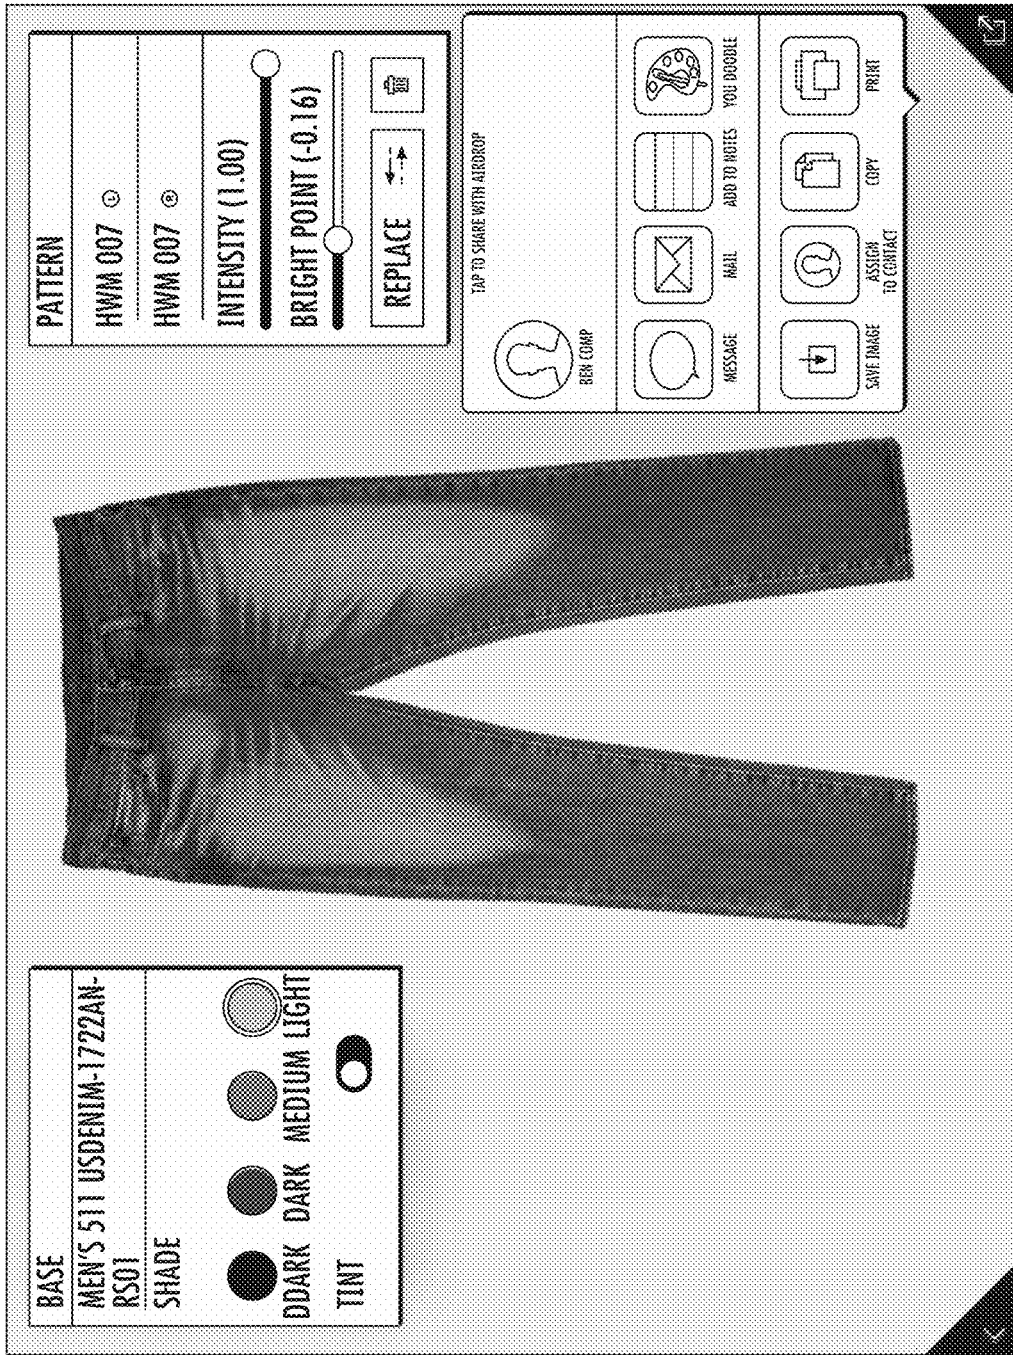 BASE
MEN'S 511 USDENIM-1722AN-
RS01
SHADE
DDARK DARK MEDIUM LIGHT
TINT
PATTERN
HWM 007 L
HWM 007 R
INTENSITY (1.00)
BRIGHT POINT (-0.16)
REPLACE
TAP TO SHARE WITH AIRDROP
BEN COMP
MESSAGE
MAIL
ADD TO NOTES
YOU DOODLE
SAVE IMAGE
ASSIGN
TO CONTACT
COPY
PRINT